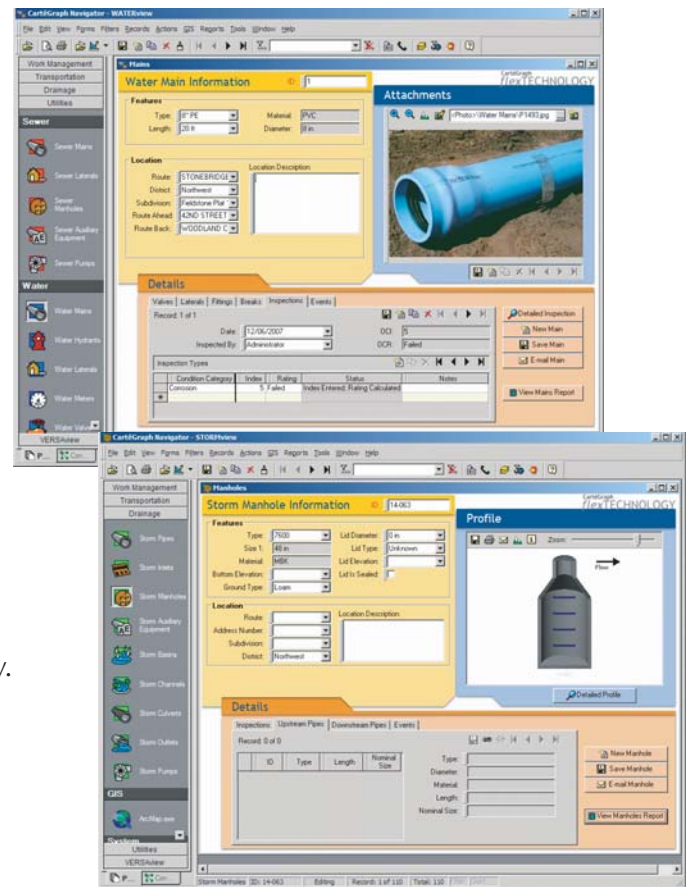 CartêGraph Navigator - WATERview
File Edit View Forms Filters Records Actions GIS Reports Tools Window Help
Work Management
Transportation
Drainage
Utilities
Sewer
Sewer Mains
Sewer Laterals
Sewer Manholes
Sewer Auxiliary Equipment
Sewer Pumps
Water
Water Mains
Water Hydrants
Water Laterals
Water Meters
Water Valves
VERSAview
P... Con...
Mains
Water Main Information ID: 1
CarteGraph
flexTECHNOLOGY
Features
Type: 8" PE Material: PVC
Length: 20 ft Diameter: 8 in
Location
Route: STONEBRIDGE
District: Northwest
Subdivision: Fieldstone Plat
Route Ahead: 42ND STREET
Route Back: WOODLAND C
Location Description:
Attachments
<Photo:>\Water Mains\P1493.jpg
Details
Valves Laterals Fittings Breaks Inspections Events
Record: 1 of 1
Date: 12/06/2007 OCI: 5
Inspected By: Administrator OCR: Failed
Inspection Types
Condition Category Index Rating Status Notes
Corrosion 5 Failed Index Entered, Rating Calculated
Detailed Inspection
New Main
Save Main
E-mail Main
View Mains Report
y.
CartêGraph Navigator - STORMview
File Edit View Forms Filters Records Actions GIS Reports Tools Window Help
Work Management
Transportation
Drainage
Storm Pipes
Storm Inlets
Storm Manholes
Storm Auxiliary Equipment
Storm Basins
Storm Channels
Storm Culverts
Storm Outlets
Storm Pumps
GIS
ArcMap.exe
System
Utilities
VERSAview
P... Con...
Manholes
Storm Manhole Information ID: 14-063
CarteGraph
flexTECHNOLOGY
Features
Type: 7600 Lid Diameter: 0 in
Size 1: 48 in Lid Type: Unknown
Material: MBK Lid Elevation:
Bottom Elevation: Lid Is Sealed:
Ground Type: Loam
Location
Route:
Address Number:
Subdivision:
District: Northwest
Location Description:
Profile
Zoom:
Flow
Detailed Profile
Details
Inspections Upstream Pipes Downstream Pipes Events
Record: 0 of 0
ID Type Length Nominal Size
Type:
Diameter:
Material:
Length:
Nominal Size:
New Manhole
Save Manhole
E-mail Manhole
View Manholes Report
Storm Manholes ID: 14-063 Editing Record: 1 of 110 Total: 110